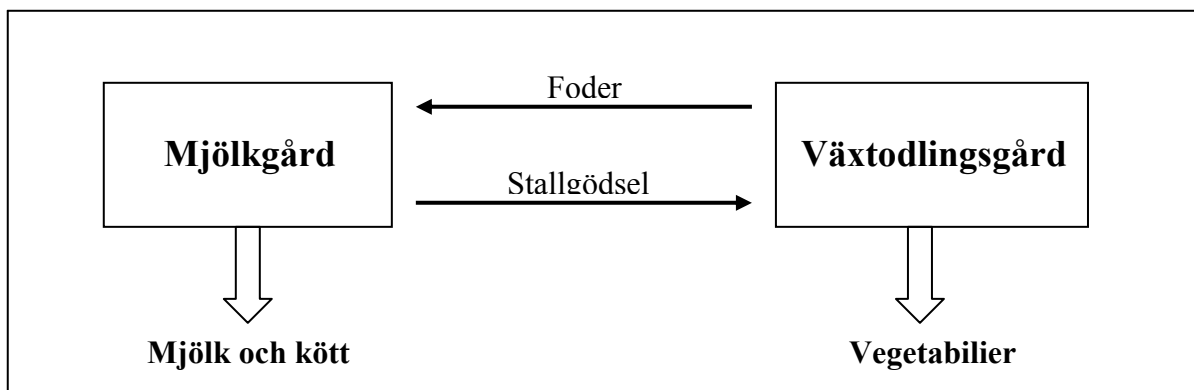 Foder
Mjölkgård
Växtodlingsgård
Stallgödsel
Mjölk och kött
Vegetabilier